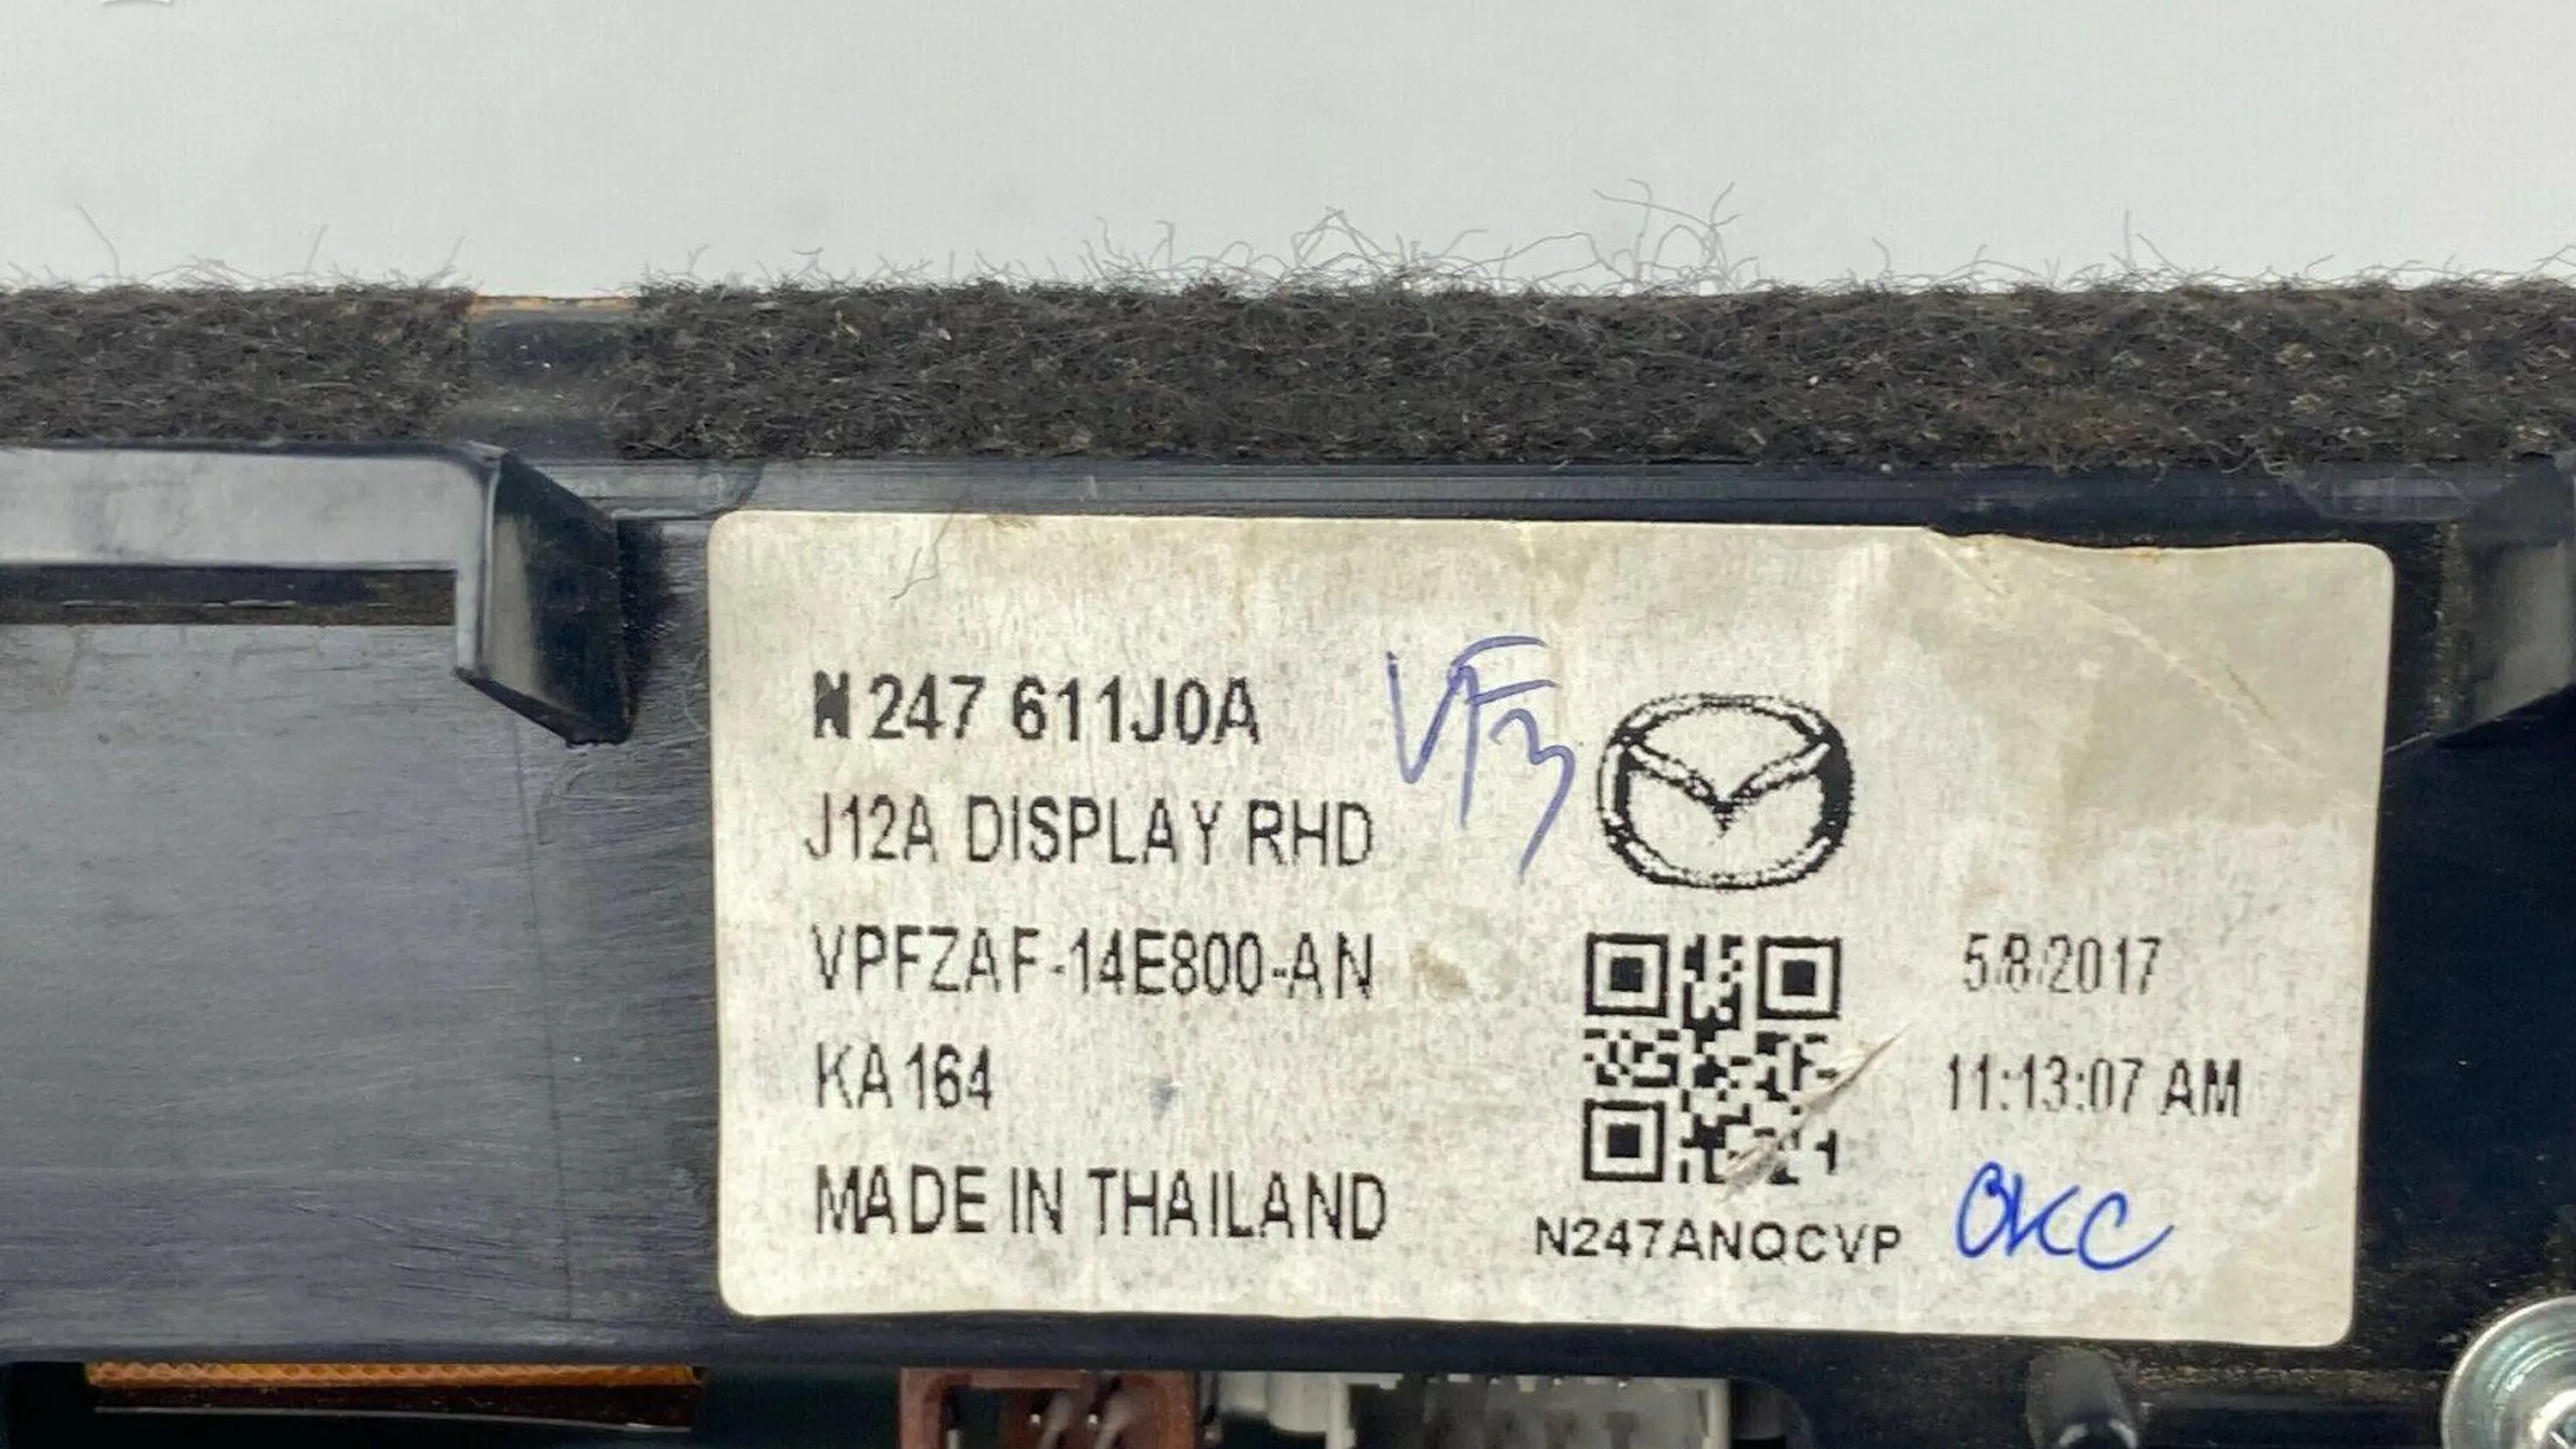 N247 611J0A
VF3
J12A DISPLAY RHD
VPFZAF-14E800-AN
5/8/2017
KA164
11:13:07 AM
MADE IN THAILAND
N247ANQCVP
OKC